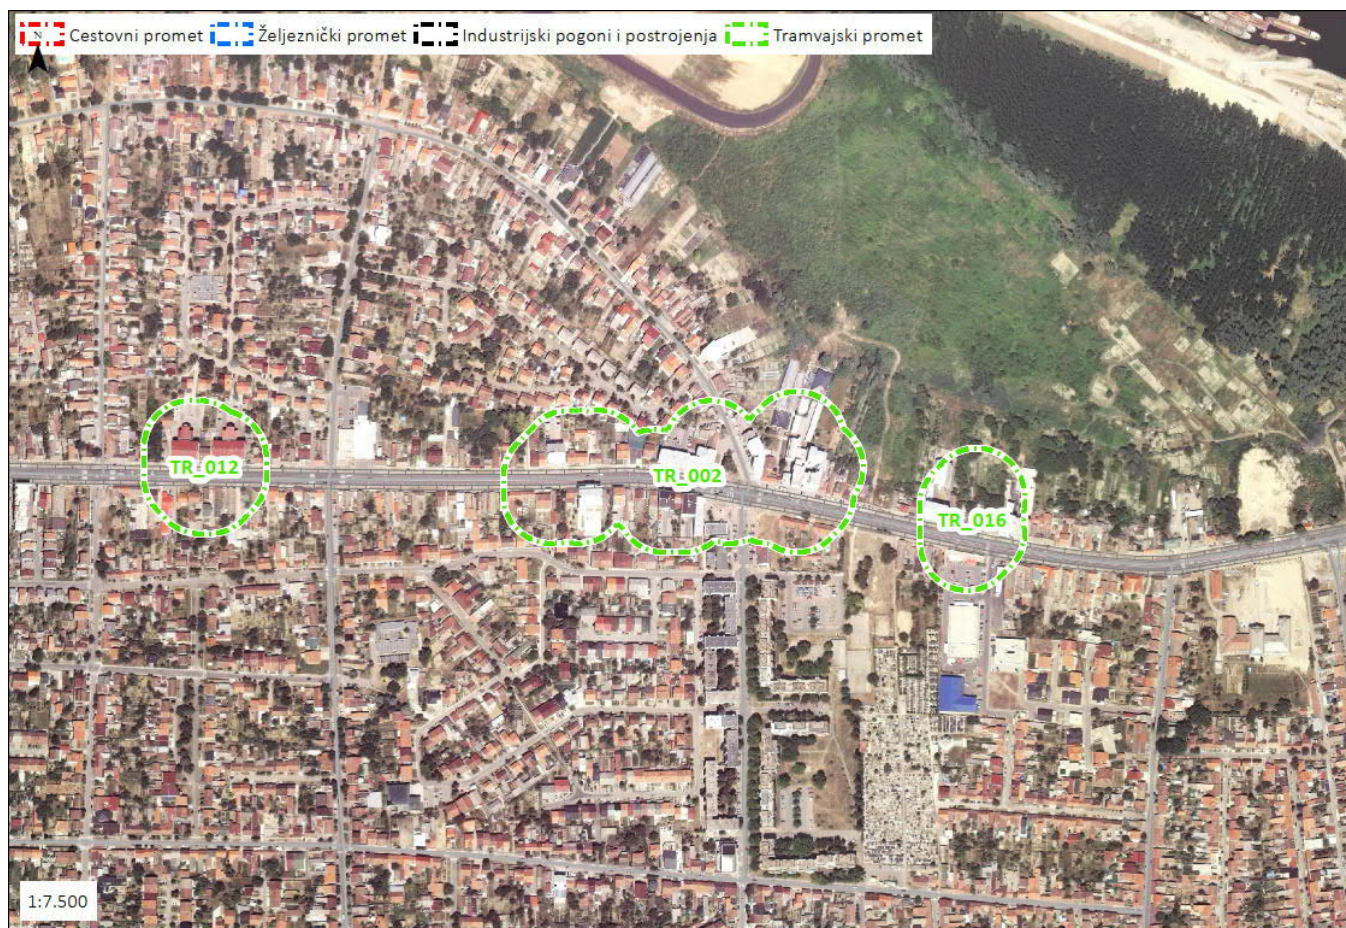 N
Cestovni promet Željeznički promet Industrijski pogoni i postrojenja Tramvajski promet
TR_012
TR_002
TR_016
1:7.500